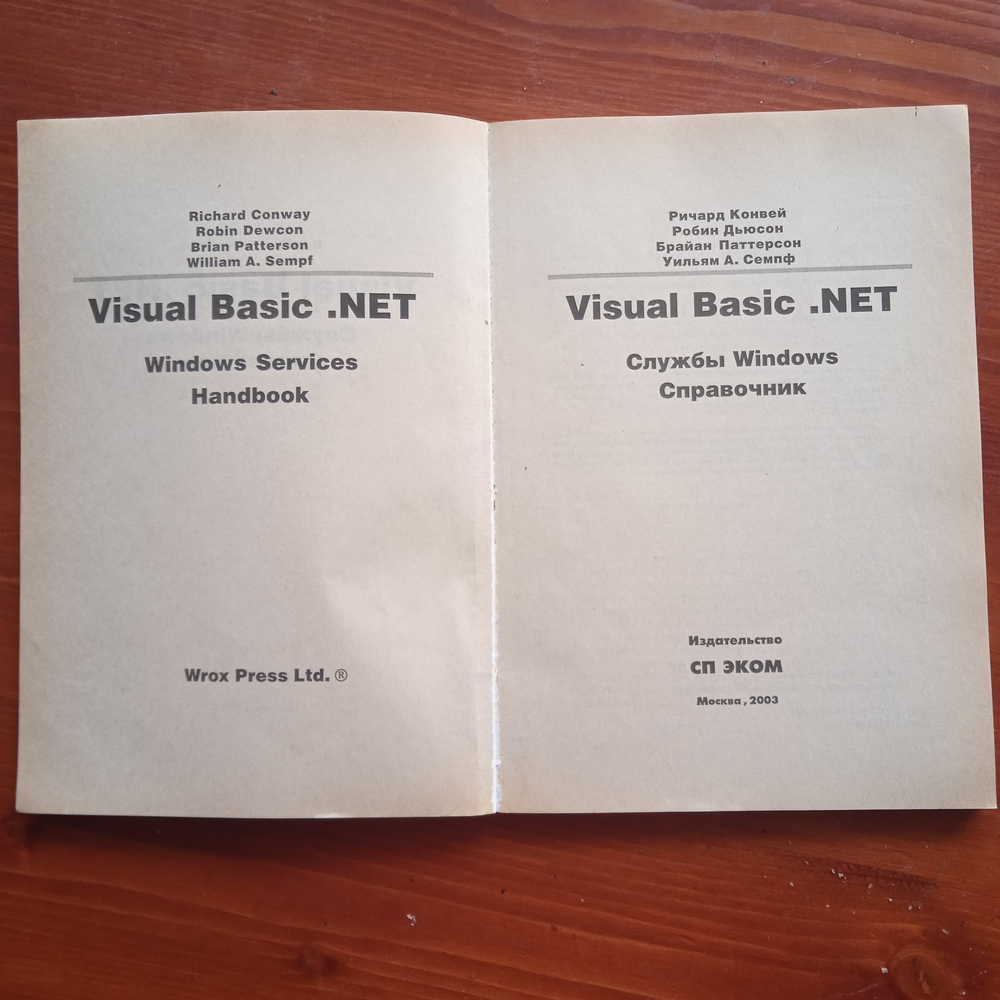 Richard Conway
Robin Dewcon
Brian Patterson
William A. Sempf
Visual Basic .NET
Windows Services
Handbook
Wrox Press Ltd. ®
Ричард Конвей
Робин Дьюсон
Брайан Паттерсон
Уильям А. Семпф
Visual Basic .NET
Службы Windows
Справочник
Издательство
СП ЭКОМ
Москва , 2003